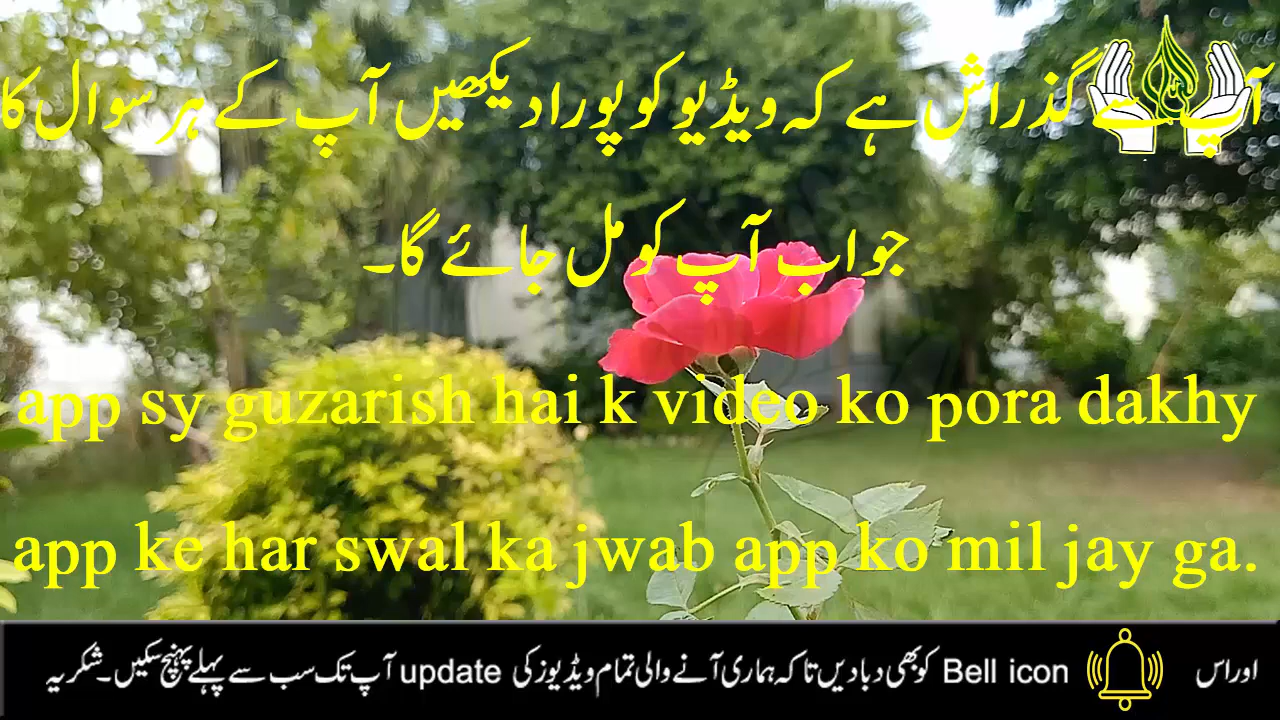 آپ سے گذراش ہے کہ ویڈیو کو پورا دیکھیں آپ کے ہر سوال کا
جواب آپ کو مل جائے گا۔
app sy guzarish hai k video ko pora dakhy
app ke har swal ka jwab app ko mil jay ga.
اور اس Bell icon کو بھی دبا دیں تاکہ ہماری آنے والی تمام ویڈیوز کی update آپ تک سب سے پہلے پہنچ سکیں۔ شکریہ